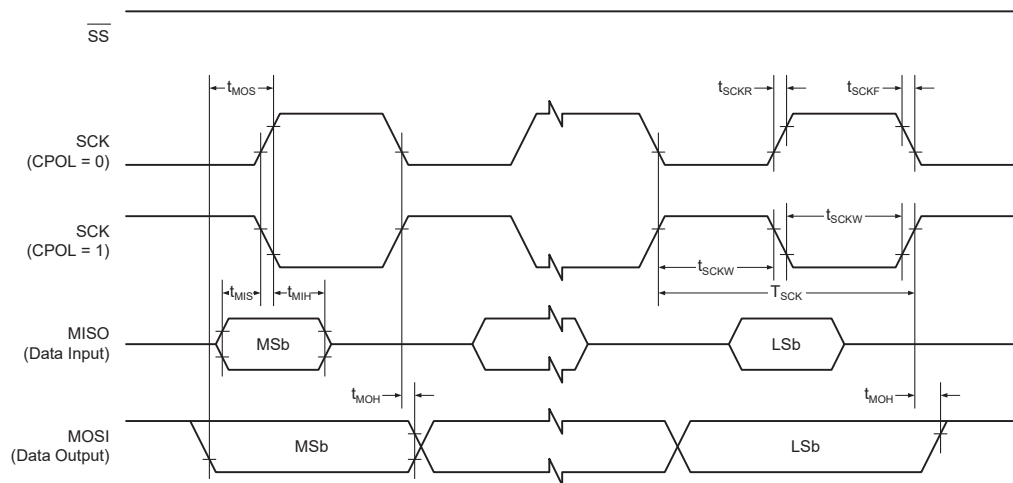 SS
tMOS
tSCKR
tSCKF
SCK
(CPOL = 0)
SCK
(CPOL = 1)
tSCKW
tSCKW
tMIS
tMIH
TSCK
MISO
(Data Input)
MSb
LSb
tMOH
tMOH
MOSI
(Data Output)
MSb
LSb